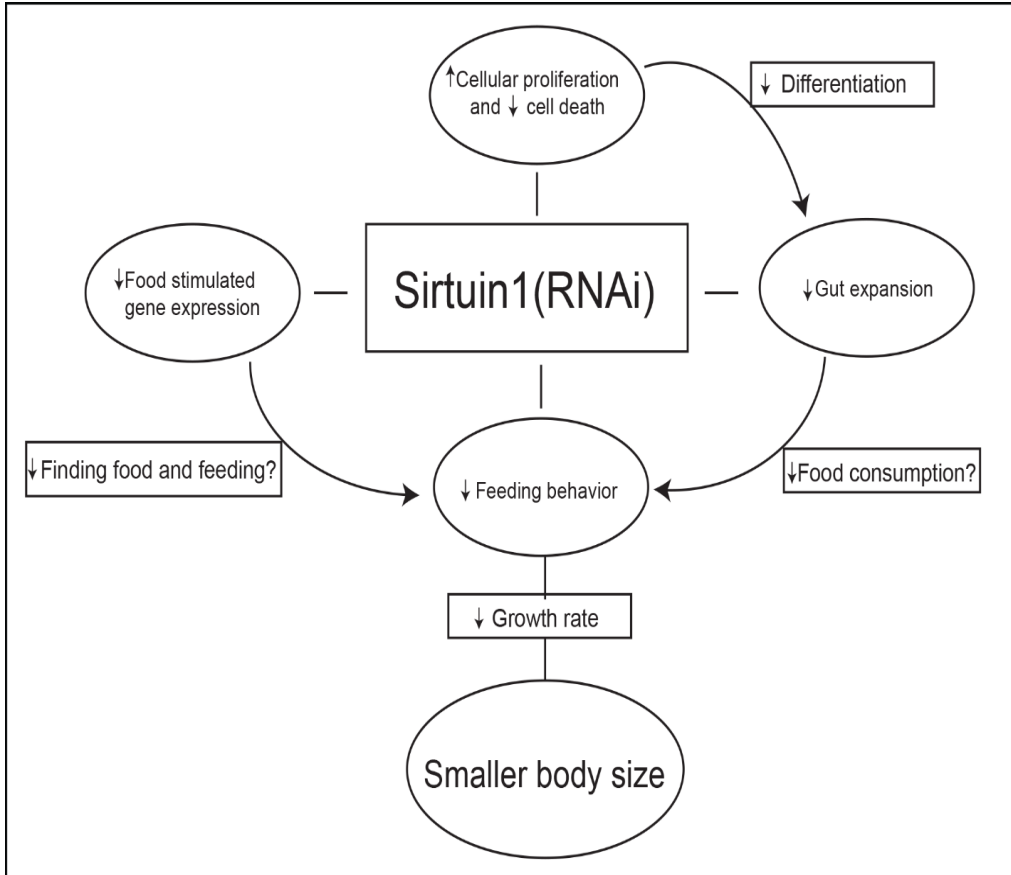 ↑Cellular proliferation
and ↓ cell death
↓ Differentiation
↓Food stimulated
gene expression
Sirtuin1(RNAi)
↓Gut expansion
↓Finding food and feeding?
↓ Feeding behavior
↓Food consumption?
↓ Growth rate
Smaller body size